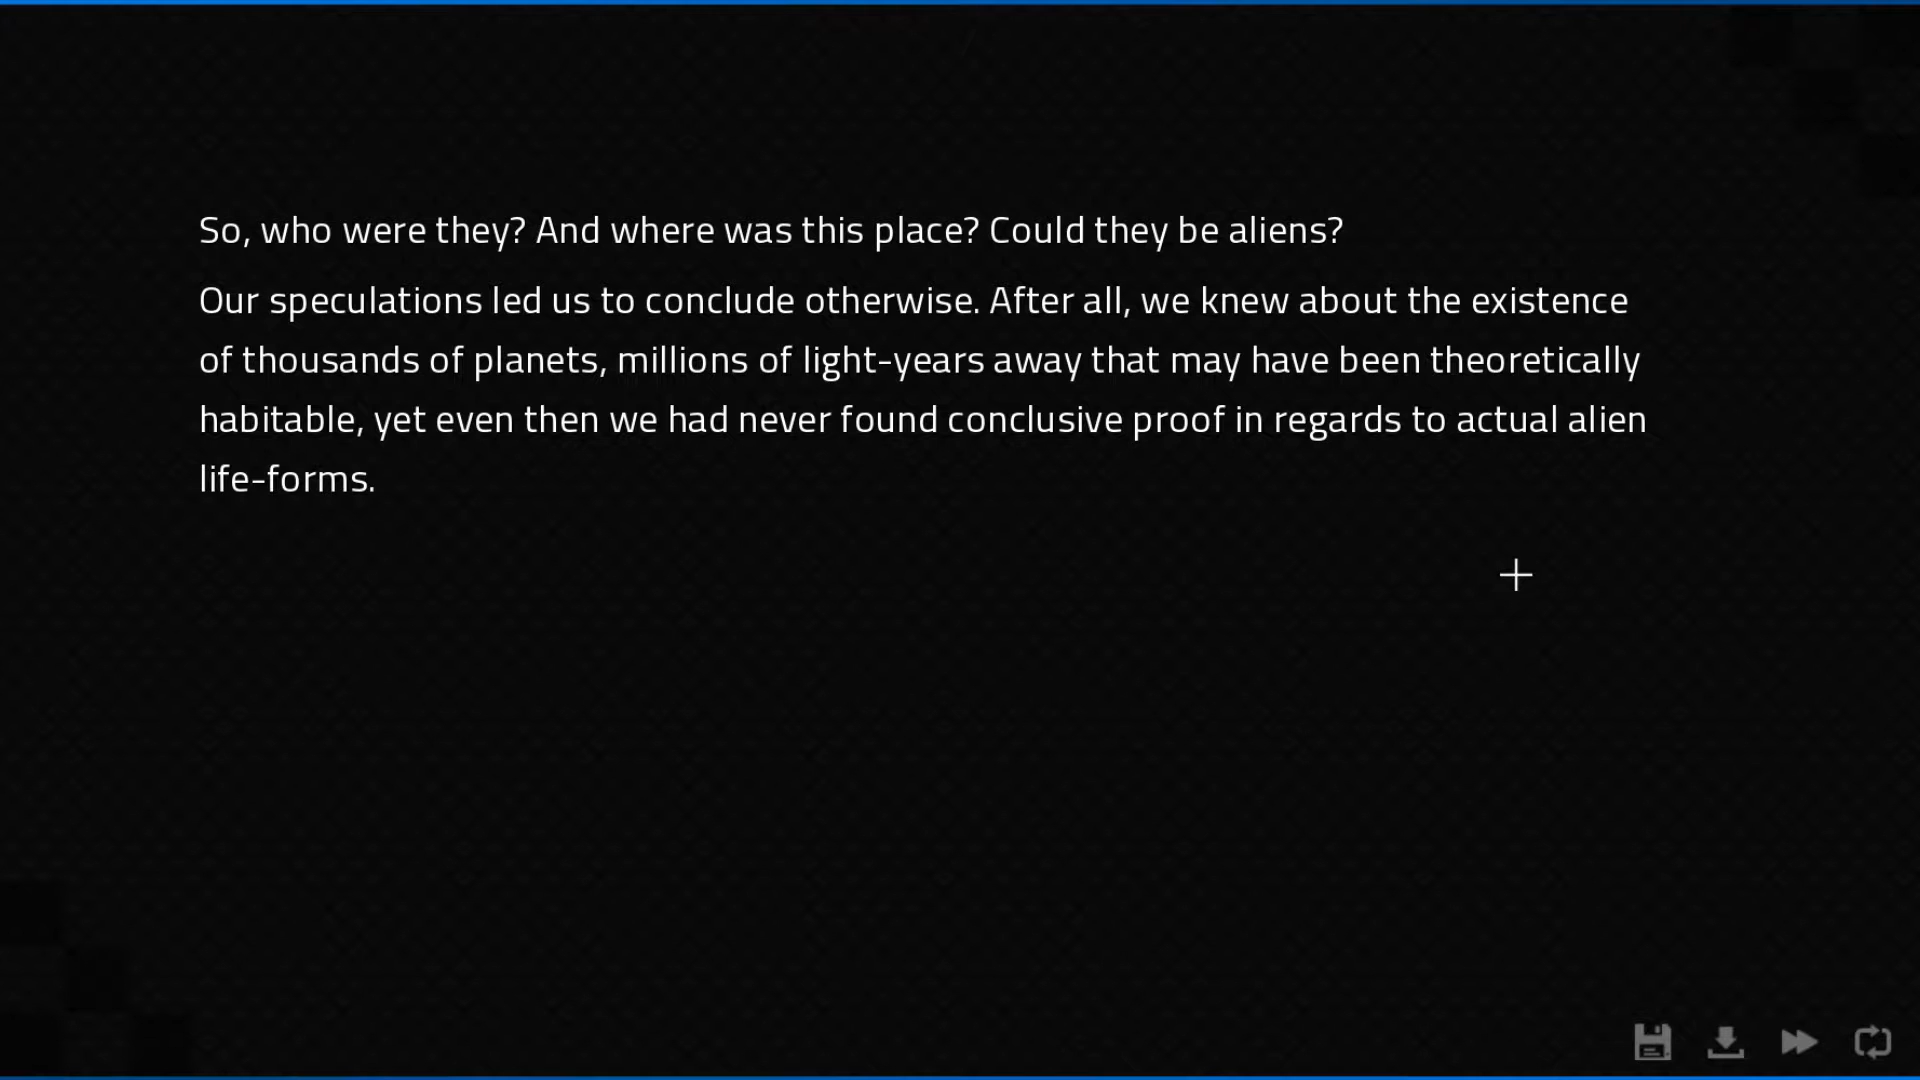 So, who were they? And where was this place? Could they be aliens?
Our speculations led us to conclude otherwise. After all, we knew about the existence
of thousands of planets, millions of light-years away that may have been theoretically
habitable, yet even then we had never found conclusive proof in regards to actual alien
life-forms.